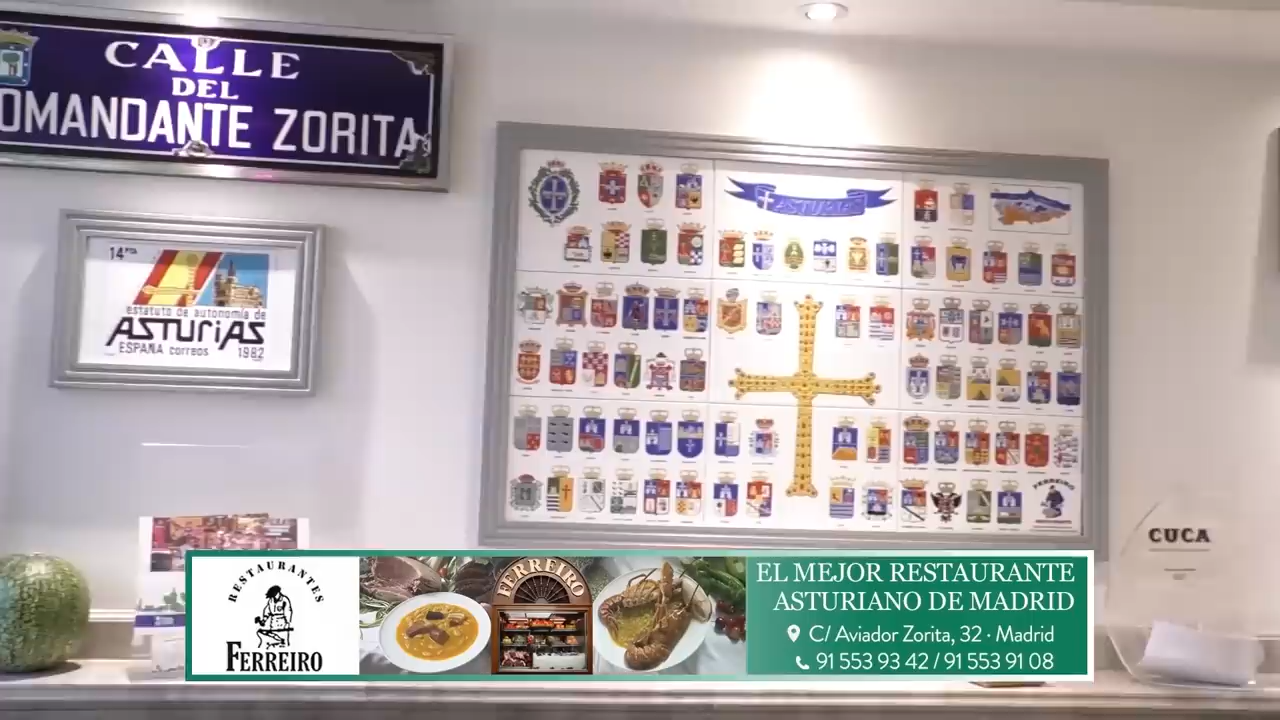 CALLE
DEL
OMANDANTE ZORITA
14 PTA
estatuto de autonomía de
ASTURIAS
ESPAÑA correos 1982
ASTURIAS
FERREIRO
CUCA
RESTAURANTES
FERREIRO
FERREIRO
EL MEJOR RESTAURANTE
ASTURIANO DE MADRID
C/ Aviador Zorita, 32 · Madrid
91 553 93 42 / 91 553 91 08